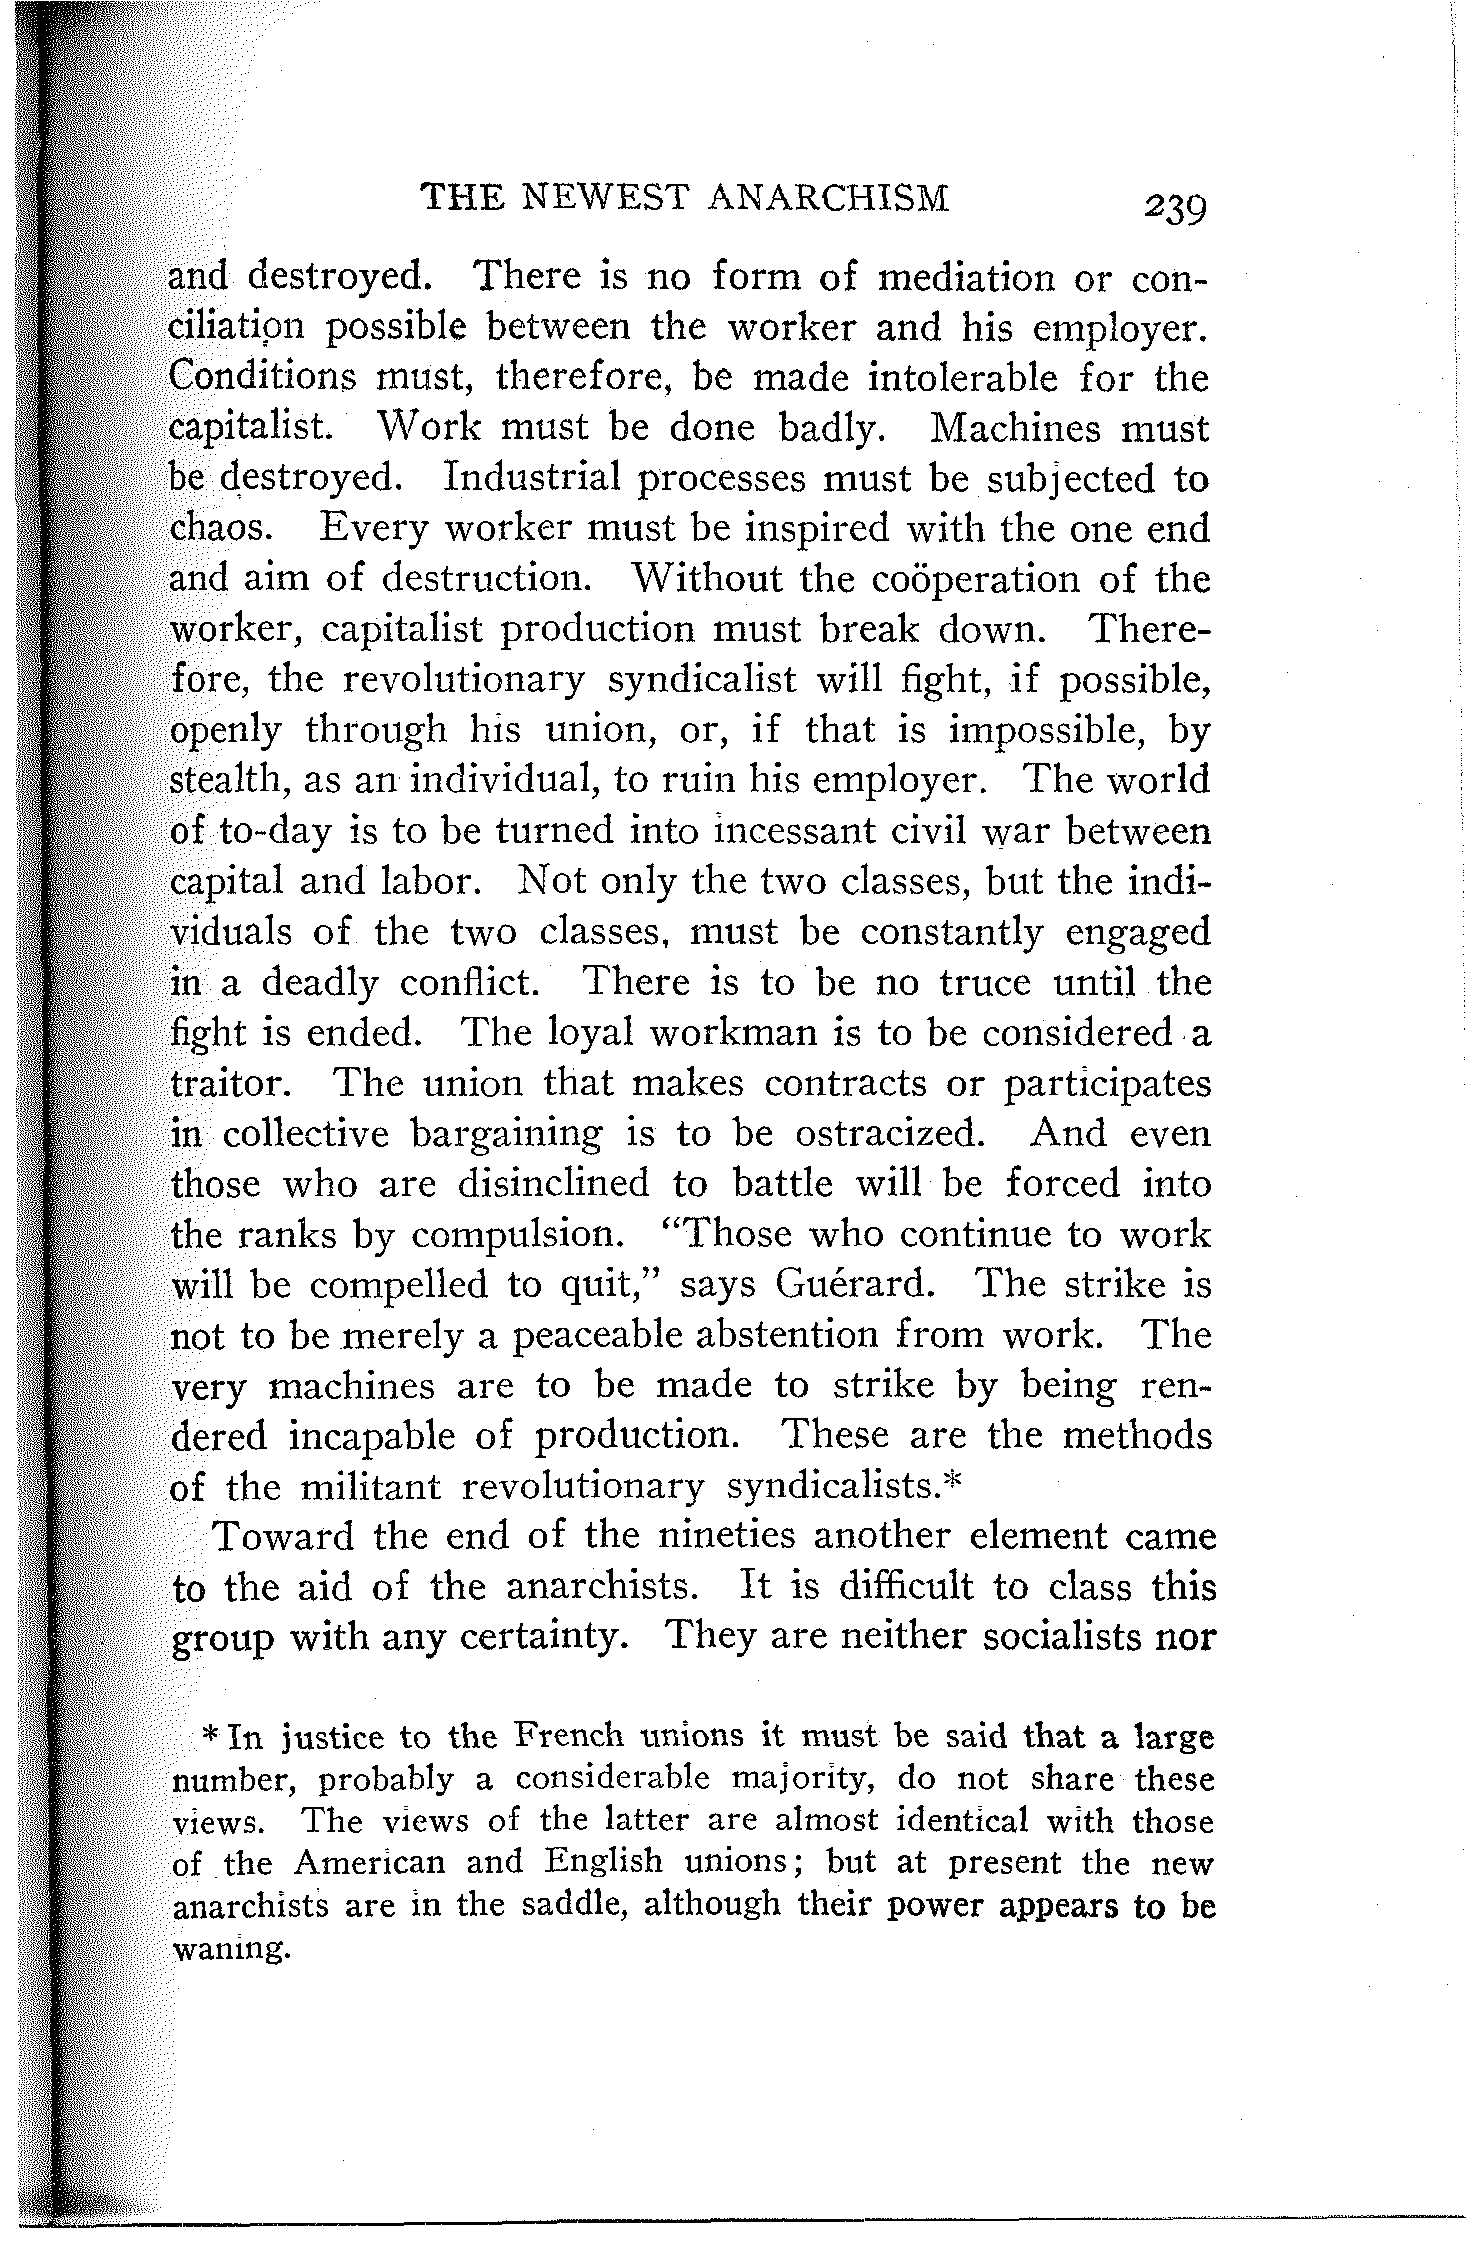 THE NEWEST ANARCHISM 239
and destroyed. There is no form of mediation or con-
ciliation possible between the worker and his employer.
Conditions must, therefore, be made intolerable for the
capitalist. Work must be done badly. Machines must
be destroyed. Industrial processes must be subjected to
chaos. Every worker must be inspired with the one end
and aim of destruction. Without the coöperation of the
worker, capitalist production must break down. There-
fore, the revolutionary syndicalist will fight, if possible,
openly through his union, or, if that is impossible, by
stealth, as an individual, to ruin his employer. The world
of to-day is to be turned into incessant civil war between
capital and labor. Not only the two classes, but the indi-
viduals of the two classes, must be constantly engaged
in a deadly conflict. There is to be no truce until the
fight is ended. The loyal workman is to be considered a
traitor. The union that makes contracts or participates
in collective bargaining is to be ostracized. And even
those who are disinclined to battle will be forced into
the ranks by compulsion. “Those who continue to work
will be compelled to quit,” says Guérard. The strike is
not to be merely a peaceable abstention from work. The
very machines are to be made to strike by being ren-
dered incapable of production. These are the methods
of the militant revolutionary syndicalists.*
Toward the end of the nineties another element came
to the aid of the anarchists. It is difficult to class this
group with any certainty. They are neither socialists nor
* In justice to the French unions it must be said that a large
number, probably a considerable majority, do not share these
views. The views of the latter are almost identical with those
of the American and English unions; but at present the new
anarchists are in the saddle, although their power appears to be
waning.